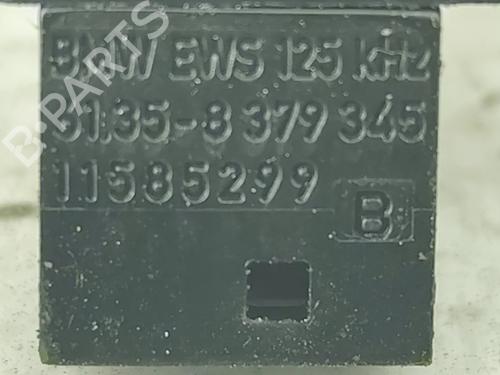 BMW EWS 125 KHZ
6135-8 379 345
11585299
B
B-PARTS